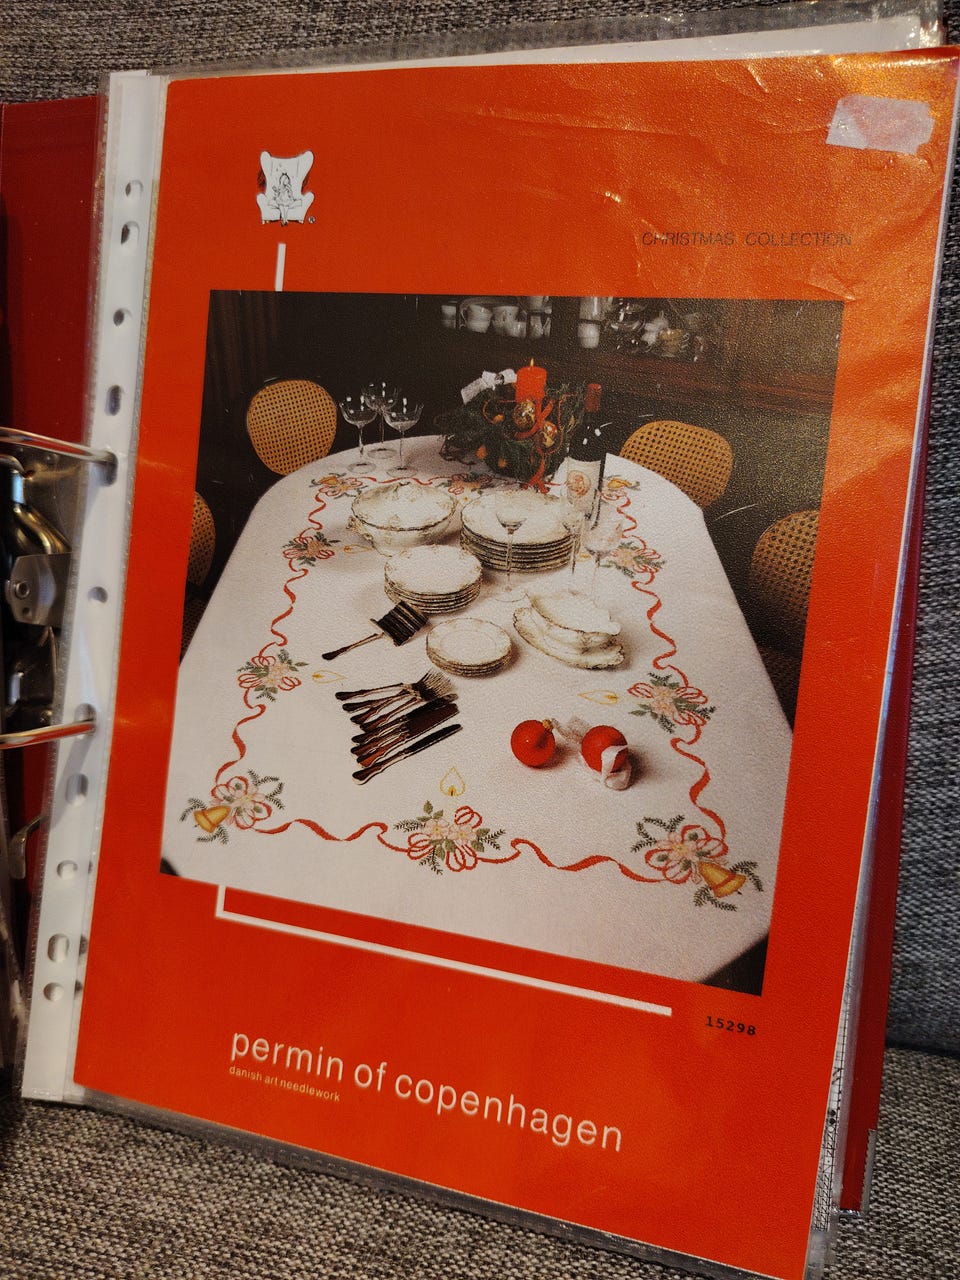 ®
CHRISTMAS COLLECTION
15298
permin of copenhagen
danish art needlework